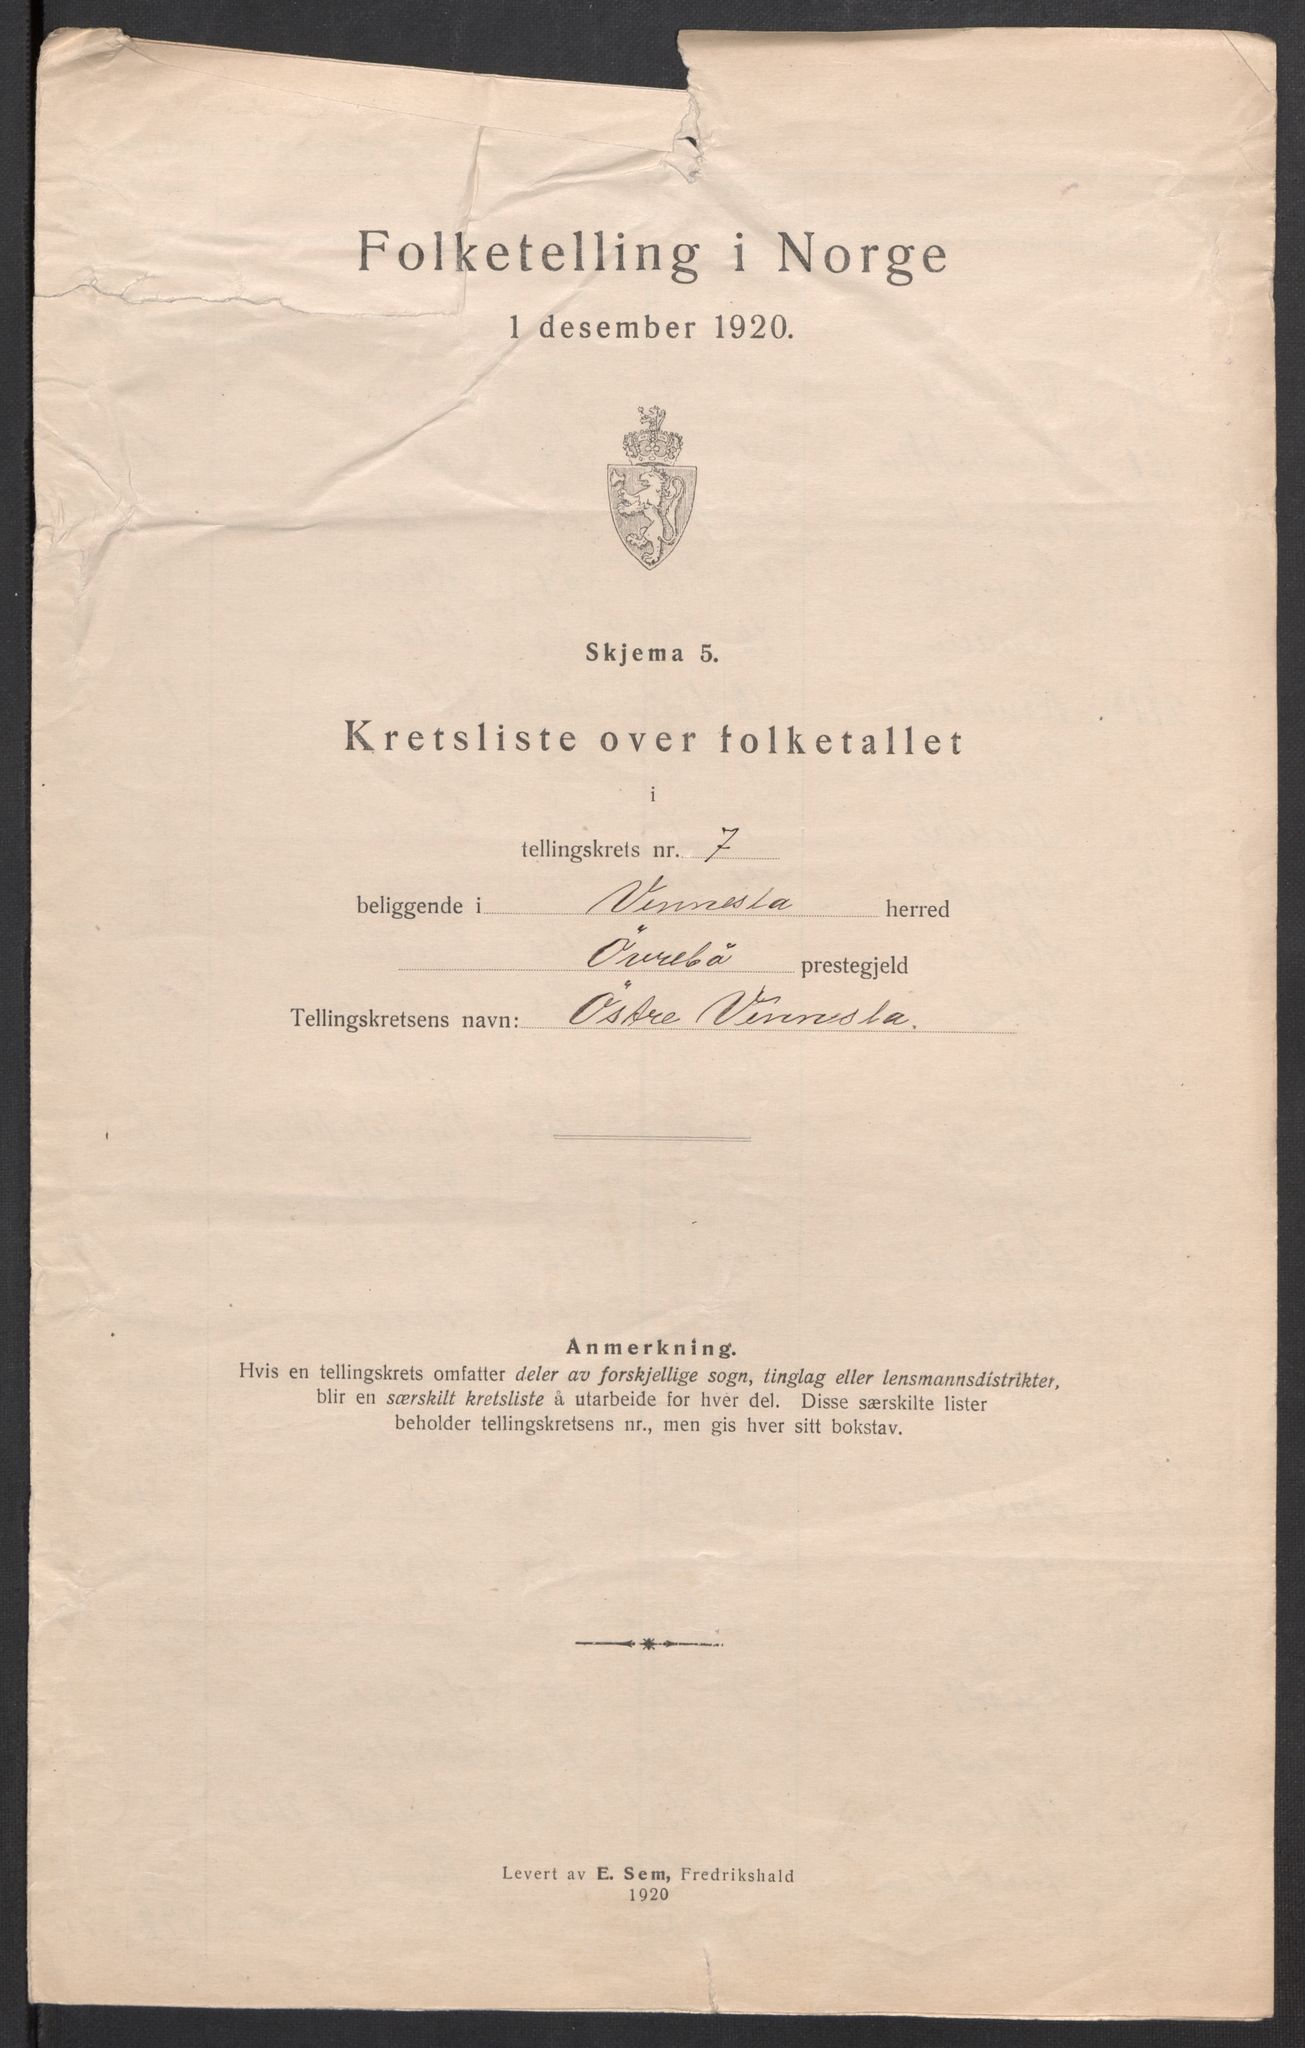 Folketelling i Norge
1 desember 1920.
Skjema 5.
Kretsliste over folketallet
i
tellingskrets nr. 7
beliggende i Vennesla herred
Övrebö prestegjeld
Tellingskretsens navn: Östre Vennesla.
Anmerkning.
Hvis en tellingskrets omfatter deler av forskjellige sogn, tinglag eller lensmannsdistrikter,
blir en særskilt kretsliste å utarbeide for hver del. Disse særskilte lister
beholder tellingskretsens nr., men gis hver sitt bokstav.
Levert av E. Sem, Fredrikshald
1920